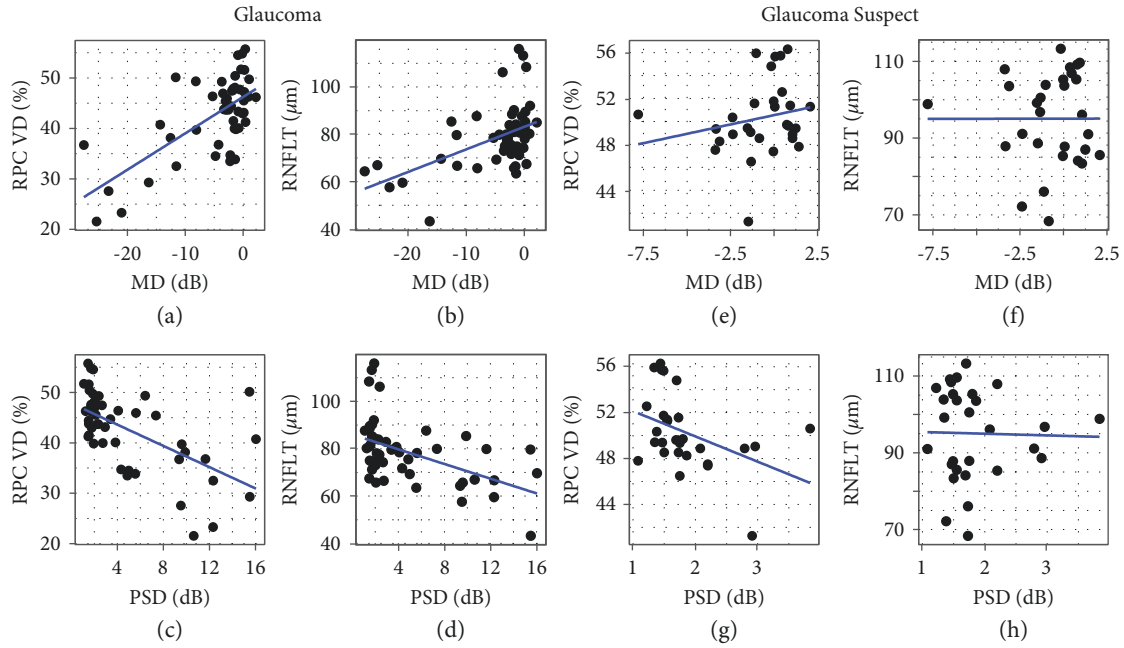 Glaucoma
Glaucoma Suspect
RPC VD (%)
50
40
30
20
-20
-10
0
MD (dB)
(a)
RNFLT (μm)
100
80
60
40
-20
-10
0
MD (dB)
(b)
RPC VD (%)
56
52
48
44
-7.5
-2.5
2.5
MD (dB)
(e)
RNFLT (μm)
110
90
70
-7.5
-2.5
2.5
MD (dB)
(f)
RPC VD (%)
50
40
30
20
4
8
12
16
PSD (dB)
(c)
RNFLT (μm)
100
80
60
40
4
8
12
16
PSD (dB)
(d)
RPC VD (%)
56
52
48
44
1
2
3
PSD (dB)
(g)
RNFLT (μm)
110
90
70
1
2
3
PSD (dB)
(h)